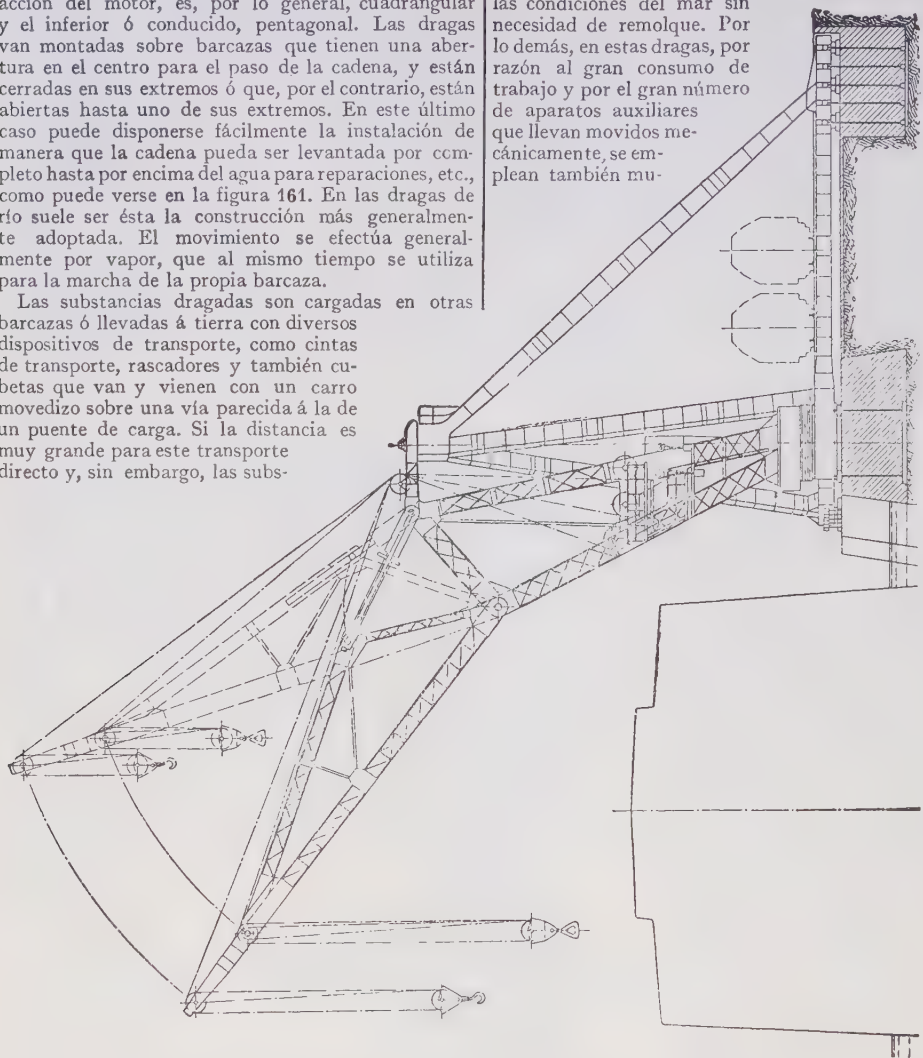 acción del motor, es, por lo general, cuadrangular
y el inferior ó conducido, pentagonal. Las dragas
van montadas sobre barcazas que tienen una aber-
tura en el centro para el paso de la cadena, y están
cerradas en sus extremos ó que, por el contrario, están
abiertas hasta uno de sus extremos. En este último
caso puede disponerse fácilmente la instalación de
manera que la cadena pueda ser levantada por com-
pleto hasta por encima del agua para reparaciones, etc.,
como puede verse en la figura 161. En las dragas de
río suele ser ésta la construcción más generalmen-
te adoptada. El movimiento se efectúa general-
mente por vapor, que al mismo tiempo se utiliza
para la marcha de la propia barcaza.
Las substancias dragadas son cargadas en otras
barcazas ó llevadas á tierra con diversos
dispositivos de transporte, como cintas
de transporte, rascadores y también cu-
betas que van y vienen con un carro
movedizo sobre una vía parecida á la de
un puente de carga. Si la distancia es
muy grande para este transporte
directo y, sin embargo, las subs-
las condiciones del mar sin
necesidad de remolque. Por
lo demás, en estas dragas, por
razón al gran consumo de
trabajo y por el gran número
de aparatos auxiliares
que llevan movidos me-
cánicamente, se em-
plean también mu-